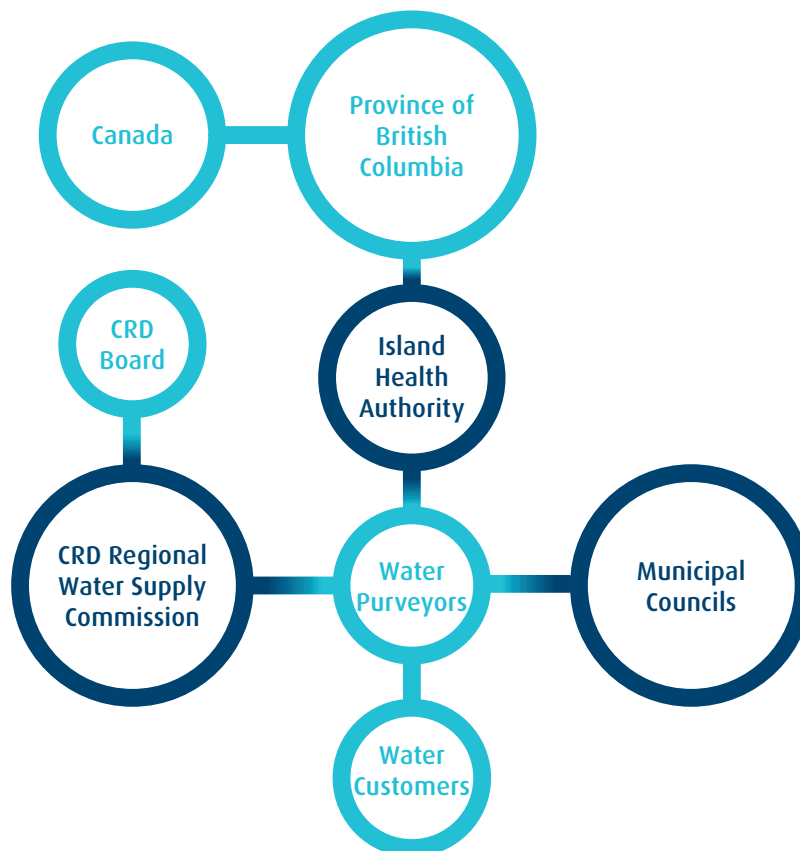 Canada
Province of
British
Columbia
CRD
Board
Island
Health
Authority
CRD Regional
Water Supply
Commission
Water
Purveyors
Municipal
Councils
Water
Customers